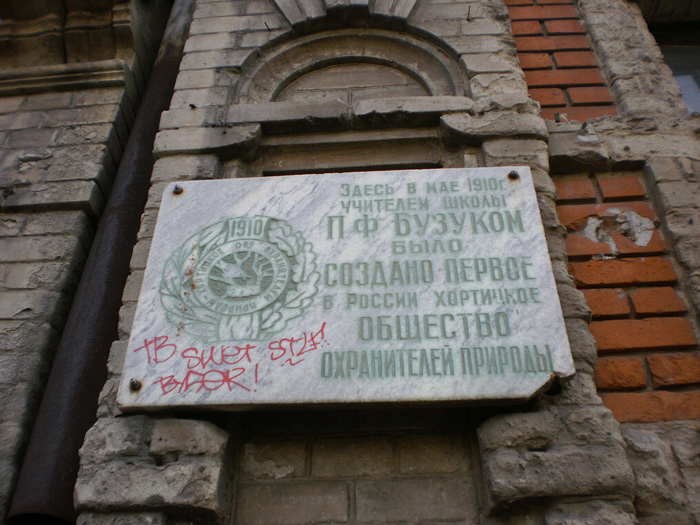 Здесь в мае 1910г.
учителем школы
П.Ф. БУЗУКОМ
было
создано первое
в России Хортицкое
общество
охранителей природы
1910